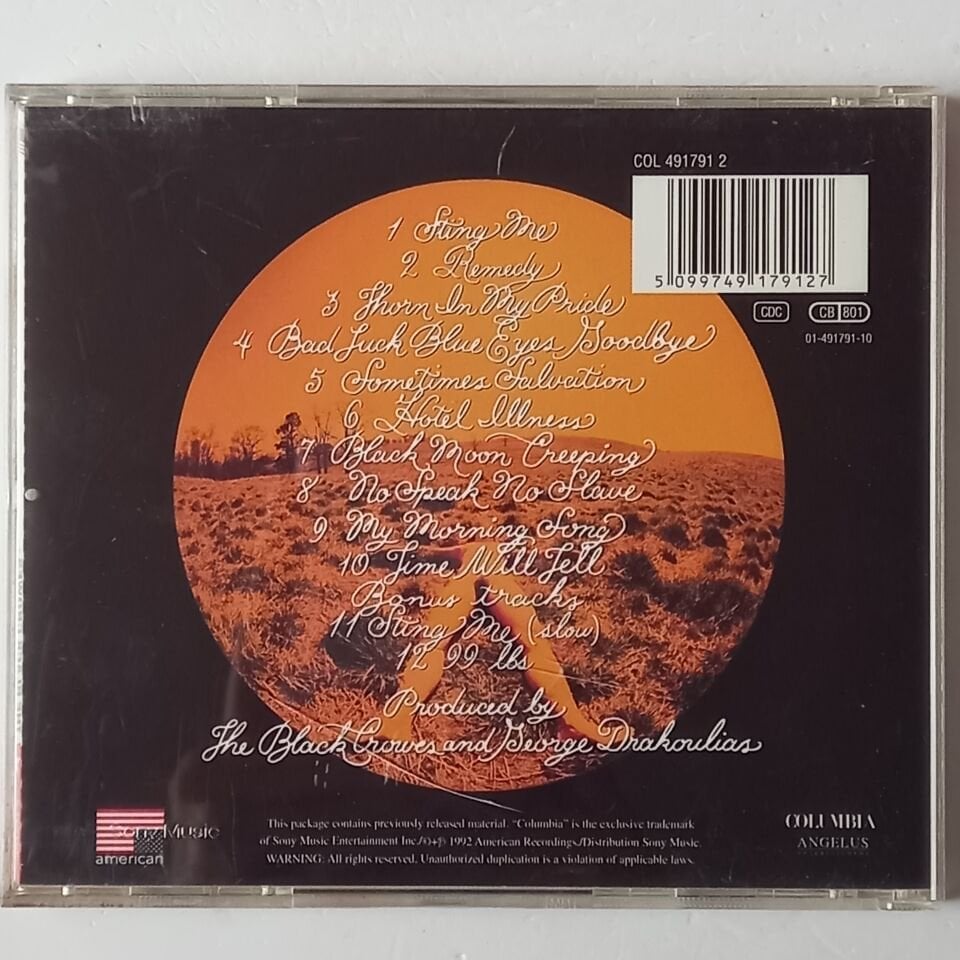 COL 491791 2
5 099749 179127
CDC
CB 801
01-491791-10
1 Sting Me
2 Remedy
3 Thorn In My Pride
4 Bad Luck Blue Eyes Goodbye
5 Sometimes Salvation
6 Hotel Illness
7 Black Moon Creeping
8 No Speak No Slave
9 My Morning Song
10 Time Will Tell
Bonus tracks
11 Sting Me (slow)
12 99 lbs
Produced by
The Black Crowes and George Drakoulias
Sony Music
american
This package contains previously released material. "Columbia" is the exclusive trademark
of Sony Music Entertainment Inc./©+℗ 1992 American Recordings/Distribution Sony Music.
WARNING: All rights reserved. Unauthorized duplication is a violation of applicable laws.
COLUMBIA
ANGELUS